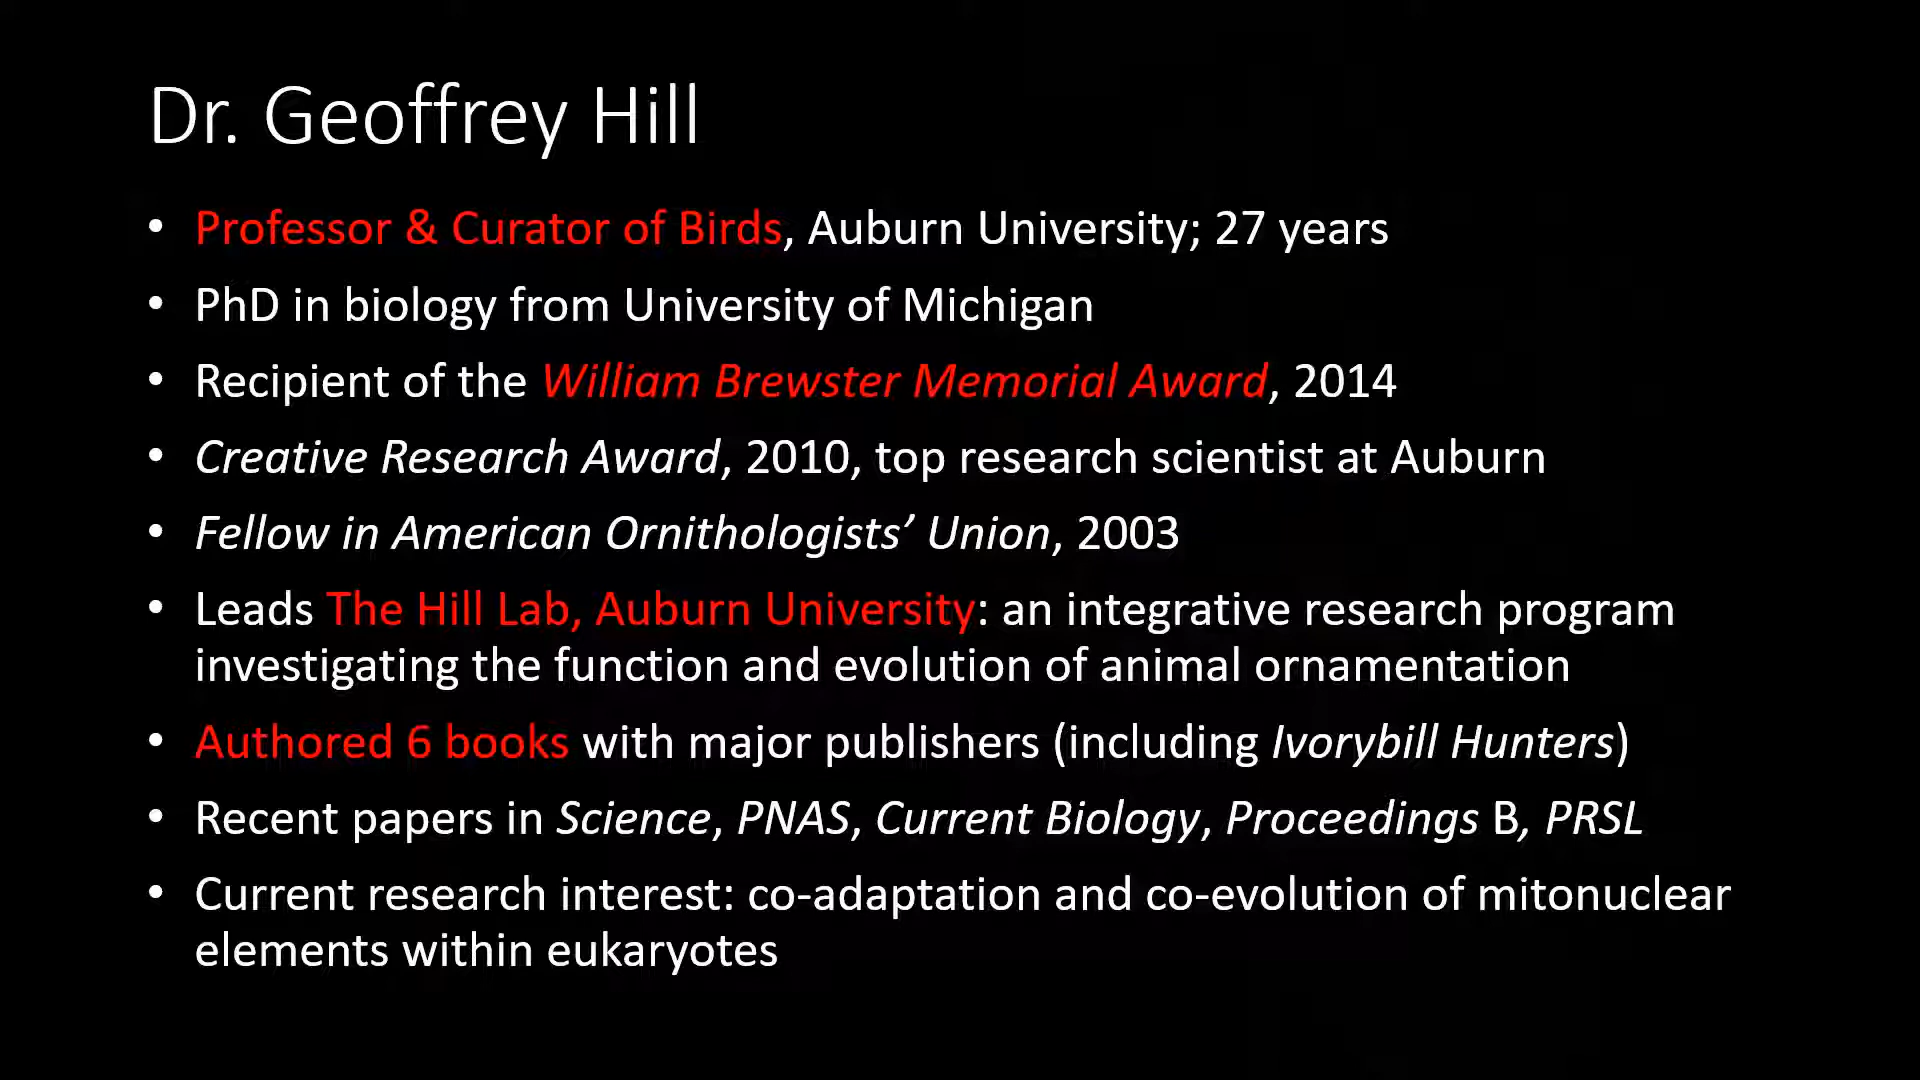 Dr. Geoffrey Hill
• Professor & Curator of Birds, Auburn University; 27 years
• PhD in biology from University of Michigan
• Recipient of the William Brewster Memorial Award, 2014
• Creative Research Award, 2010, top research scientist at Auburn
• Fellow in American Ornithologists’ Union, 2003
• Leads The Hill Lab, Auburn University: an integrative research program
investigating the function and evolution of animal ornamentation
• Authored 6 books with major publishers (including Ivorybill Hunters)
• Recent papers in Science, PNAS, Current Biology, Proceedings B, PRSL
• Current research interest: co-adaptation and co-evolution of mitonuclear
elements within eukaryotes